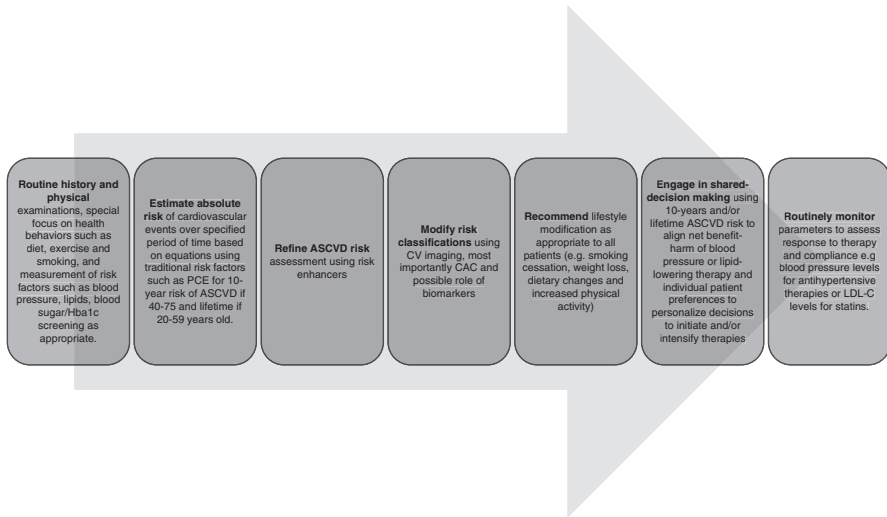 Routine history and
physical
examinations, special
focus on health
behaviors such as
diet, exercise and
smoking, and
measurement of risk
factors such as blood
pressure, lipids, blood
sugar/Hba1c
screening as
appropriate.
Estimate absolute
risk of cardiovascular
events over specified
period of time based
on equations using
traditional risk factors
such as PCE for 10-
year risk of ASCVD if
40-75 and lifetime if
20-59 years old.
Refine ASCVD risk
assessment using risk
enhancers
Modify risk
classifications using
CV imaging, most
importantly CAC and
possible role of
biomarkers
Recommend lifestyle
modification as
appropriate to all
patients (e.g. smoking
cessation, weight loss,
dietary changes and
increased physical
activity)
Engage in shared-
decision making using
10-years and/or
lifetime ASCVD risk to
align net benefit-
harm of blood
pressure or lipid-
lowering therapy and
individual patient
preferences to
personalize decisions
to initiate and/or
intensify therapies
Routinely monitor
parameters to assess
response to therapy
and compliance e.g
blood pressure levels
for antihypertensive
therapies or LDL-C
levels for statins.